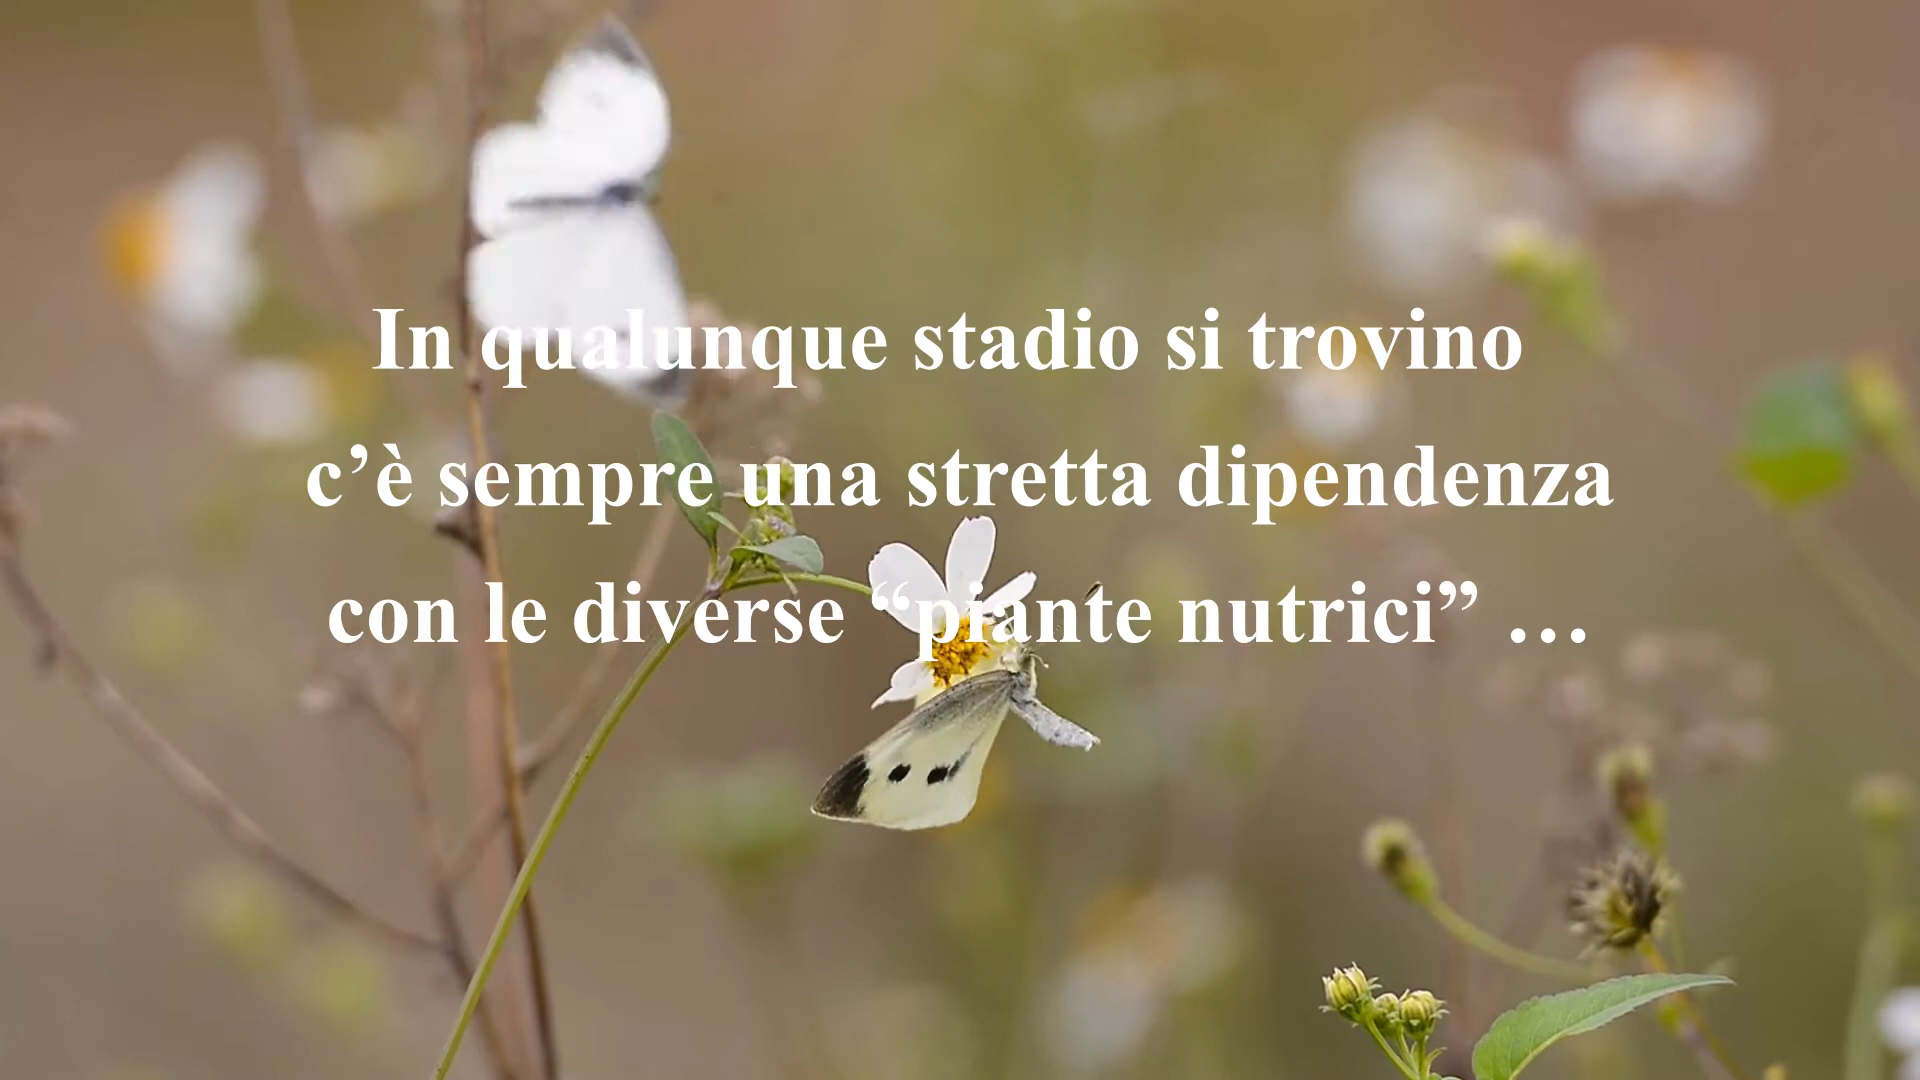 In qualunque stadio si trovino
c’è sempre una stretta dipendenza
con le diverse “piante nutrici” …